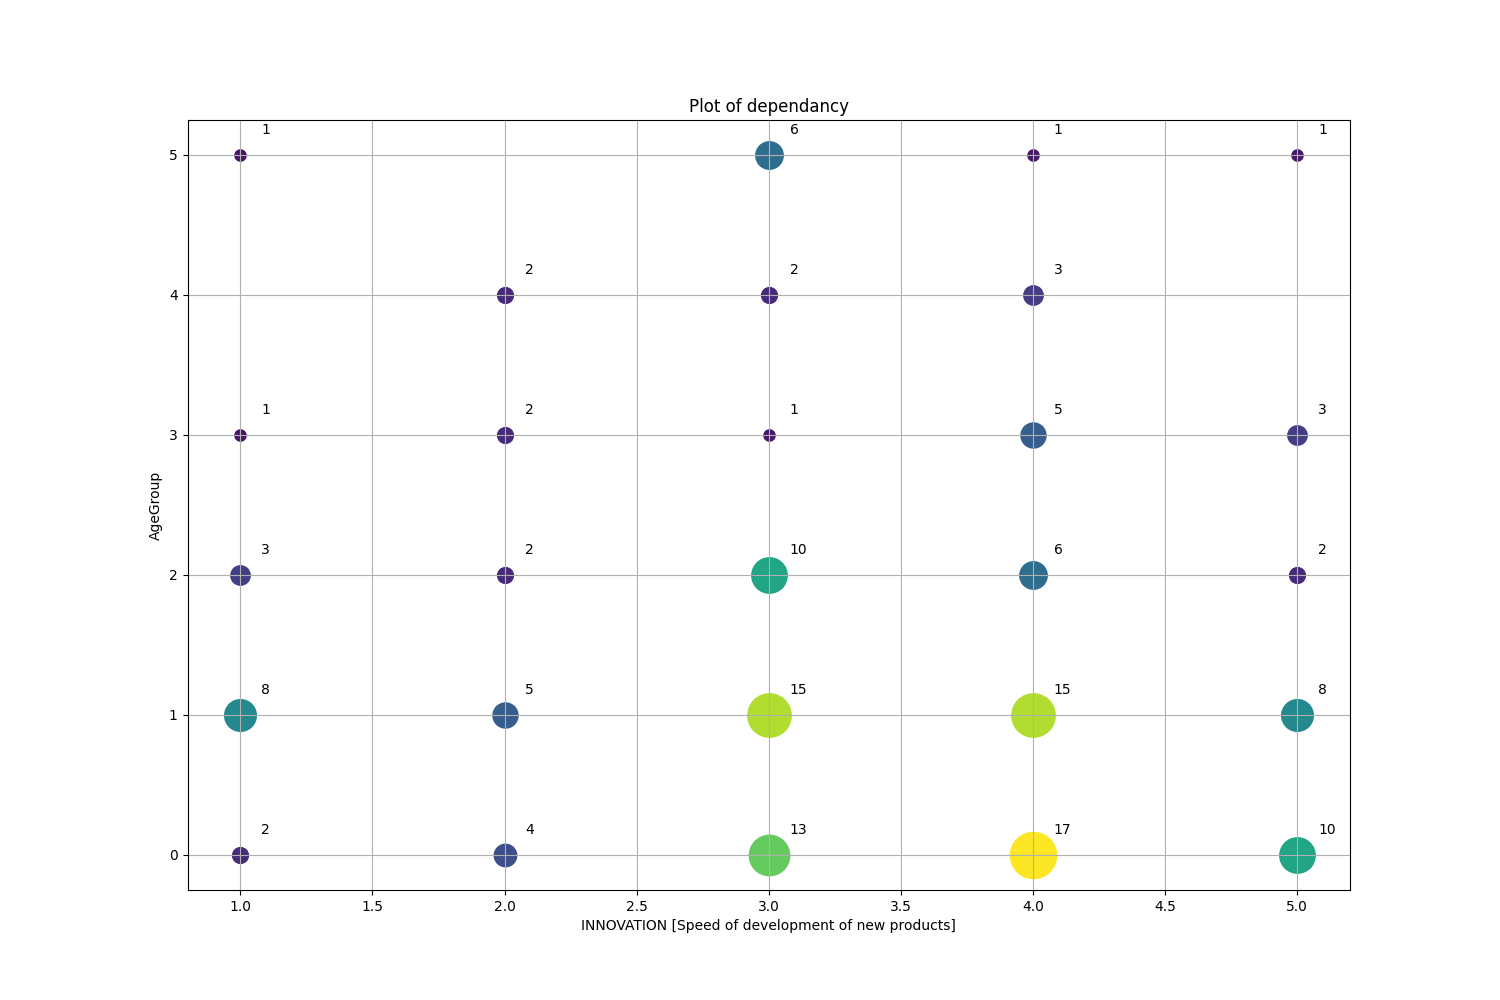 Plot of dependancy
1 6 1 1
5
2 2 3
4
1 2 1 5 3
3
AgeGroup
3 2 10 6 2
2
8 5 15 15 8
1
2 4 13 17 10
0
1.0 1.5 2.0 2.5 3.0 3.5 4.0 4.5 5.0
INNOVATION [Speed of development of new products]